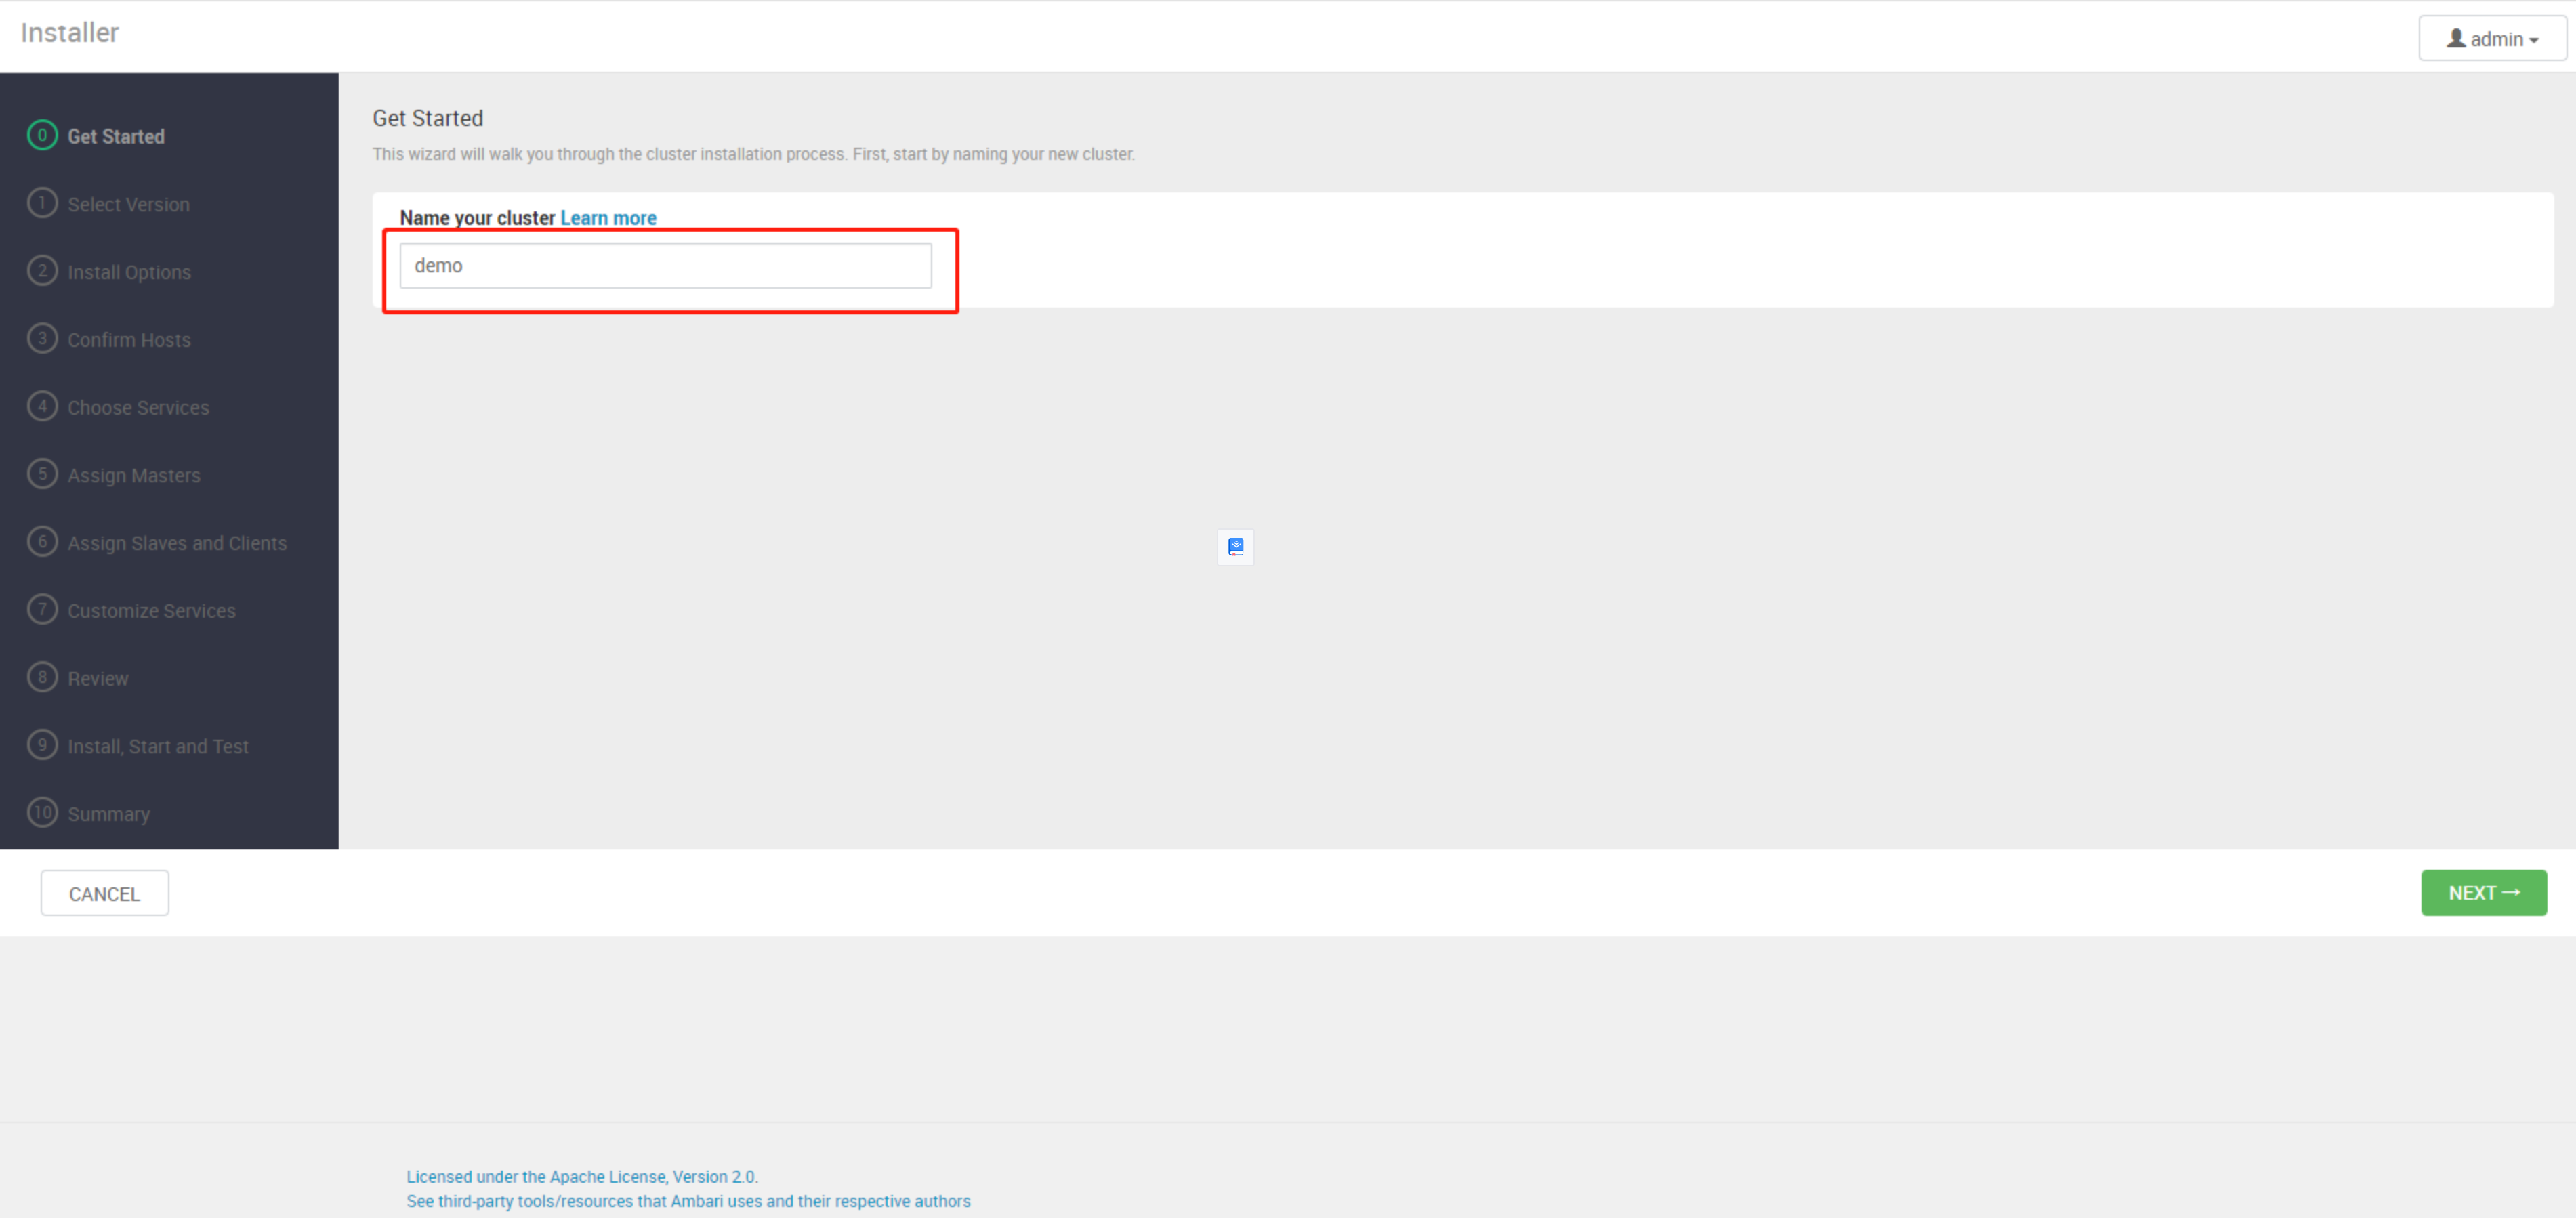 Installer
admin
0 Get Started
1 Select Version
2 Install Options
3 Confirm Hosts
4 Choose Services
5 Assign Masters
6 Assign Slaves and Clients
7 Customize Services
8 Review
9 Install, Start and Test
10 Summary
Get Started
This wizard will walk you through the cluster installation process. First, start by naming your new cluster.
Name your cluster Learn more
demo
CANCEL
NEXT→
Licensed under the Apache License, Version 2.0.
See third-party tools/resources that Ambari uses and their respective authors